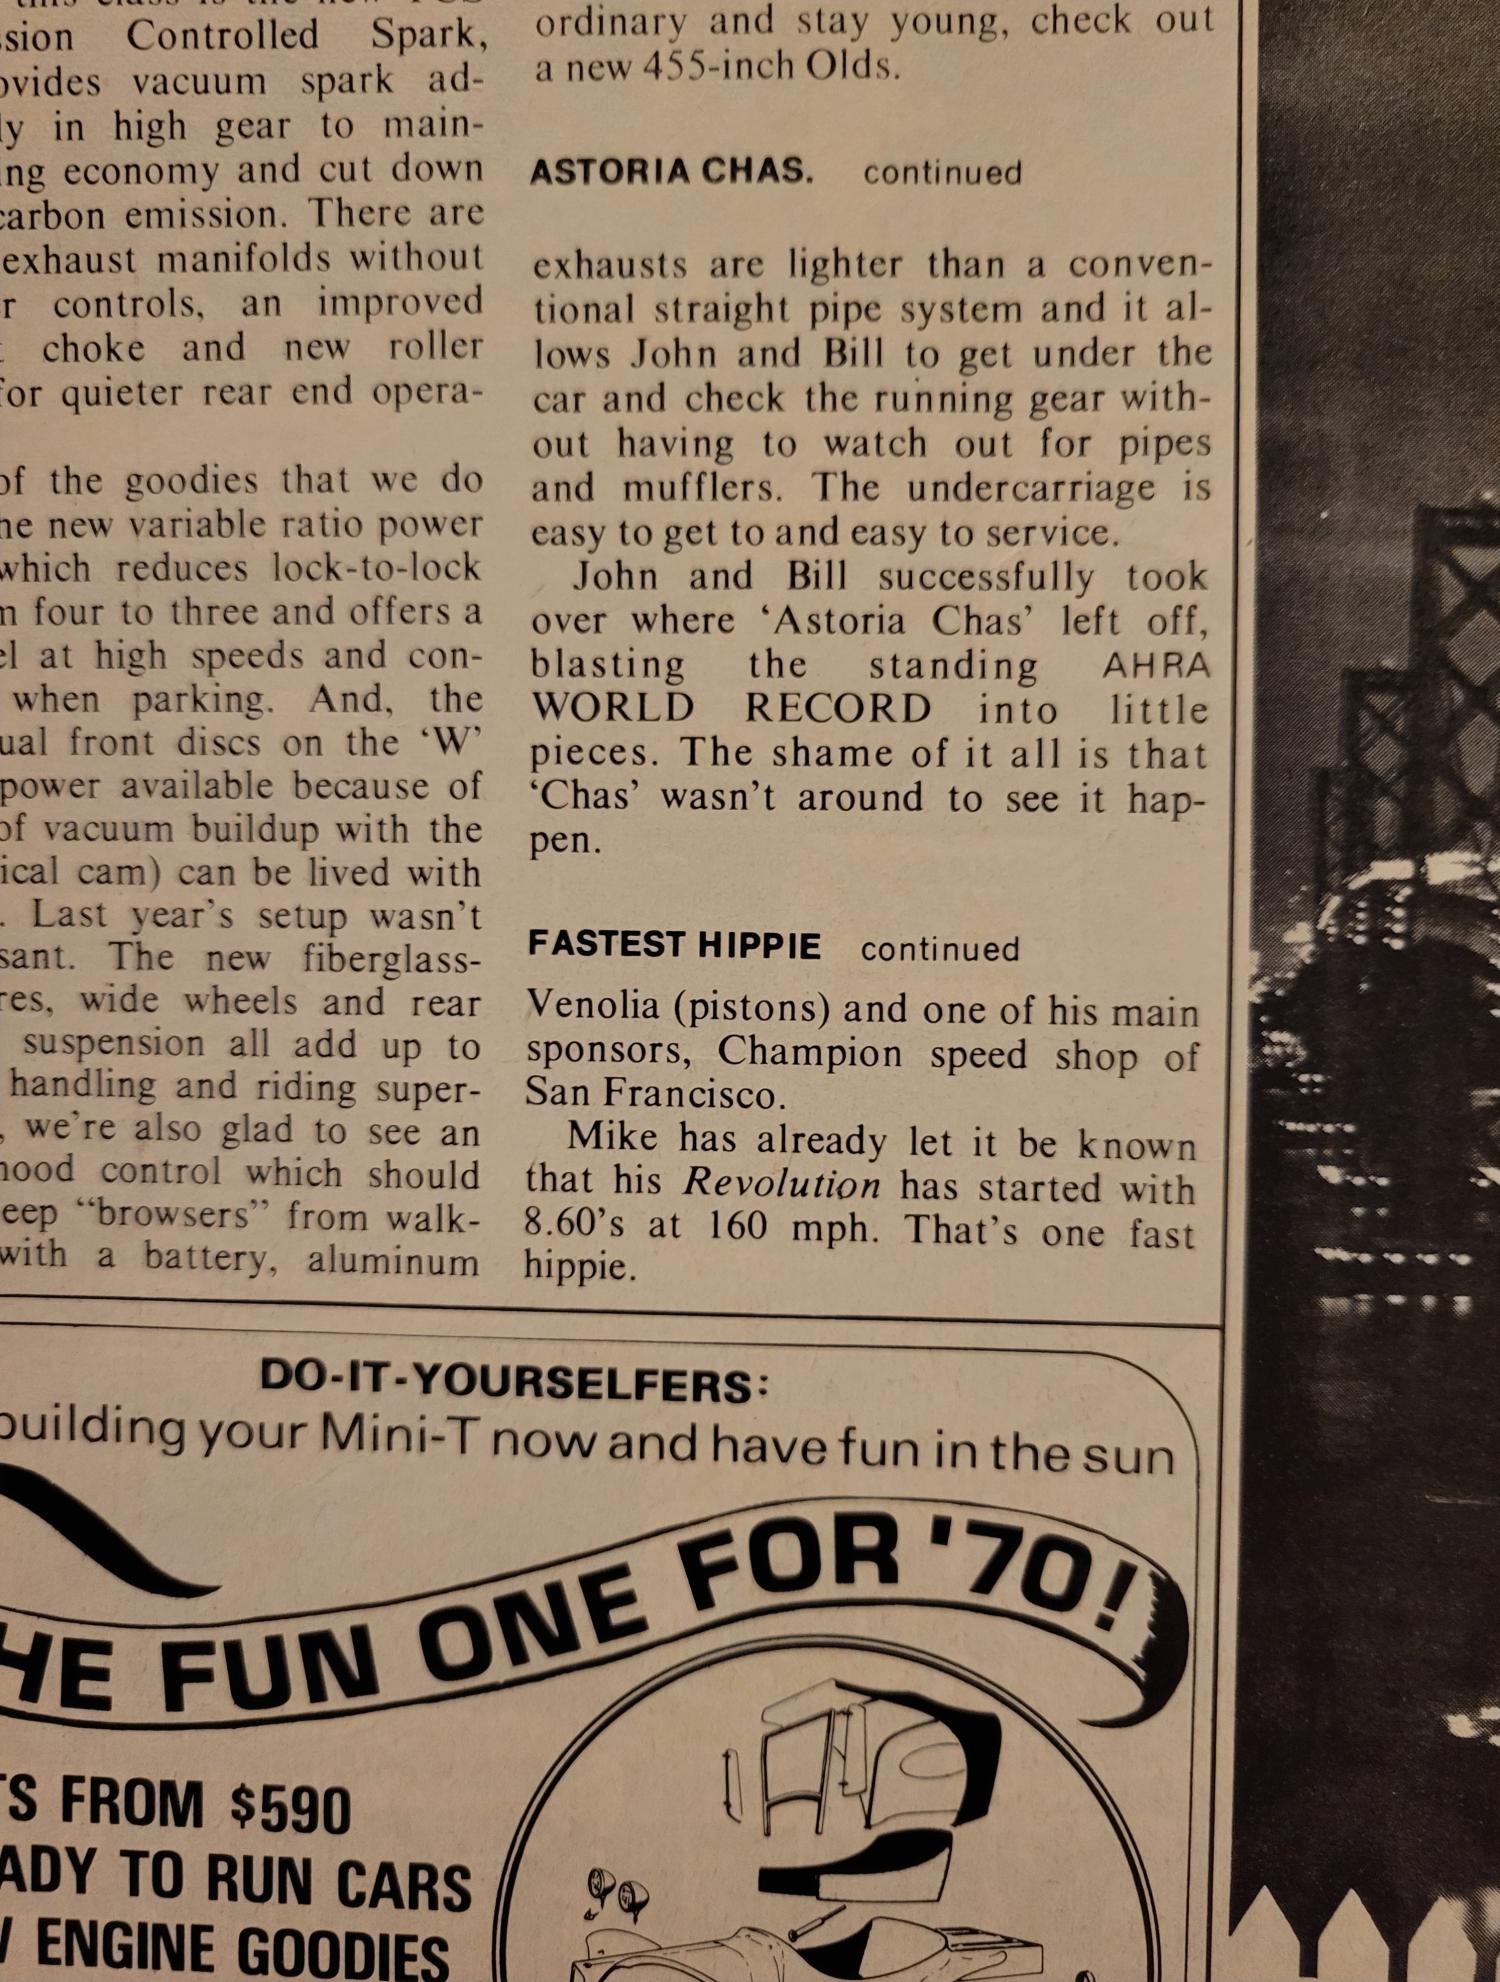 this class is the new TCS
Controlled Spark,
vacuum spark ad-
in high gear to main-
economy and cut down
carbon emission. There are
exhaust manifolds without
controls, an improved
choke and new roller
for quieter rear end opera-
of the goodies that we do
new variable ratio power
which reduces lock-to-lock
four to three and offers a
at high speeds and con-
when parking. And, the
front discs on the ‘W’
power available because of
of vacuum buildup with the
cam) can be lived with
. Last year’s setup wasn’t
The new fiberglass-
wide wheels and rear
suspension all add up to
handling and riding super-
, we’re also glad to see an
hood control which should
“browsers” from walk-
with a battery, aluminum
ordinary and stay young, check out
a new 455-inch Olds.
ASTORIA CHAS. continued
exhausts are lighter than a conven-
tional straight pipe system and it al-
lows John and Bill to get under the
car and check the running gear with-
out having to watch out for pipes
and mufflers. The undercarriage is
easy to get to and easy to service.
John and Bill successfully took
over where ‘Astoria Chas’ left off,
blasting the standing AHRA
WORLD RECORD into little
pieces. The shame of it all is that
‘Chas’ wasn’t around to see it hap-
pen.
FASTEST HIPPIE continued
Venolia (pistons) and one of his main
sponsors, Champion speed shop of
San Francisco.
Mike has already let it be known
that his Revolution has started with
8.60’s at 160 mph. That’s one fast
hippie.
DO-IT-YOURSELFERS:
building your Mini-T now and have fun in the sun
HE FUN ONE FOR '70!
TS FROM $590
ADY TO RUN CARS
ENGINE GOODIES